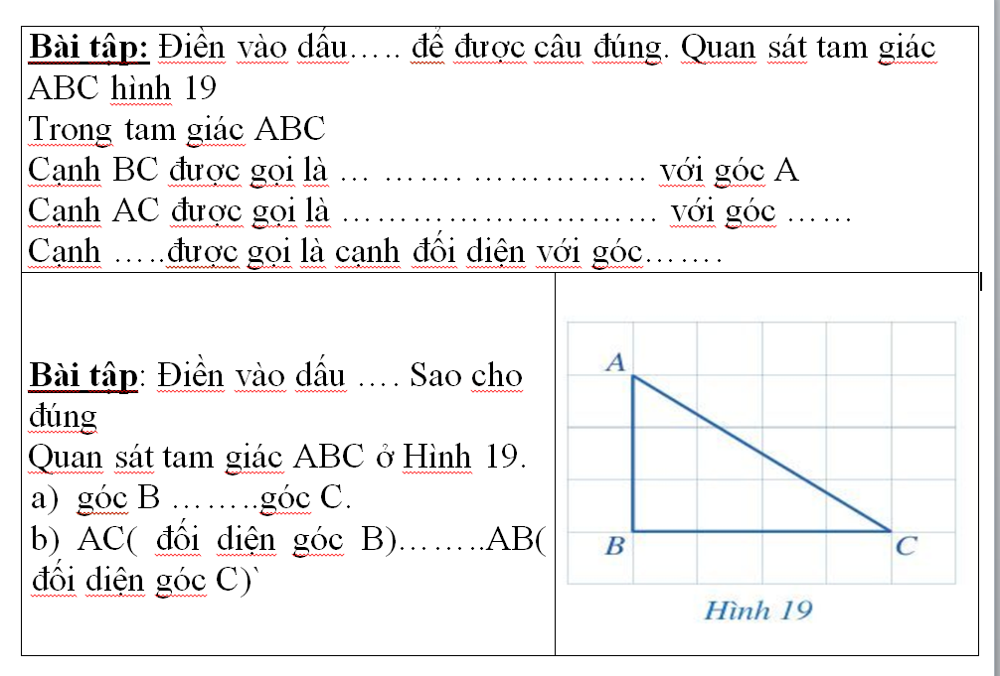 Bài tập: Điền vào dấu….. để được câu đúng. Quan sát tam giác
ABC hình 19
Trong tam giác ABC
Cạnh BC được gọi là … ……. ………….… với góc A
Cạnh AC được gọi là ……………………….. với góc ……
Cạnh …..được gọi là cạnh đối diện với góc…….
Bài tập: Điền vào dấu …. Sao cho
đúng
Quan sát tam giác ABC ở Hình 19.
a) góc B ……..góc C.
b) AC( đối diện góc B)……..AB(
đối diện góc C)`
A
B
C
Hình 19